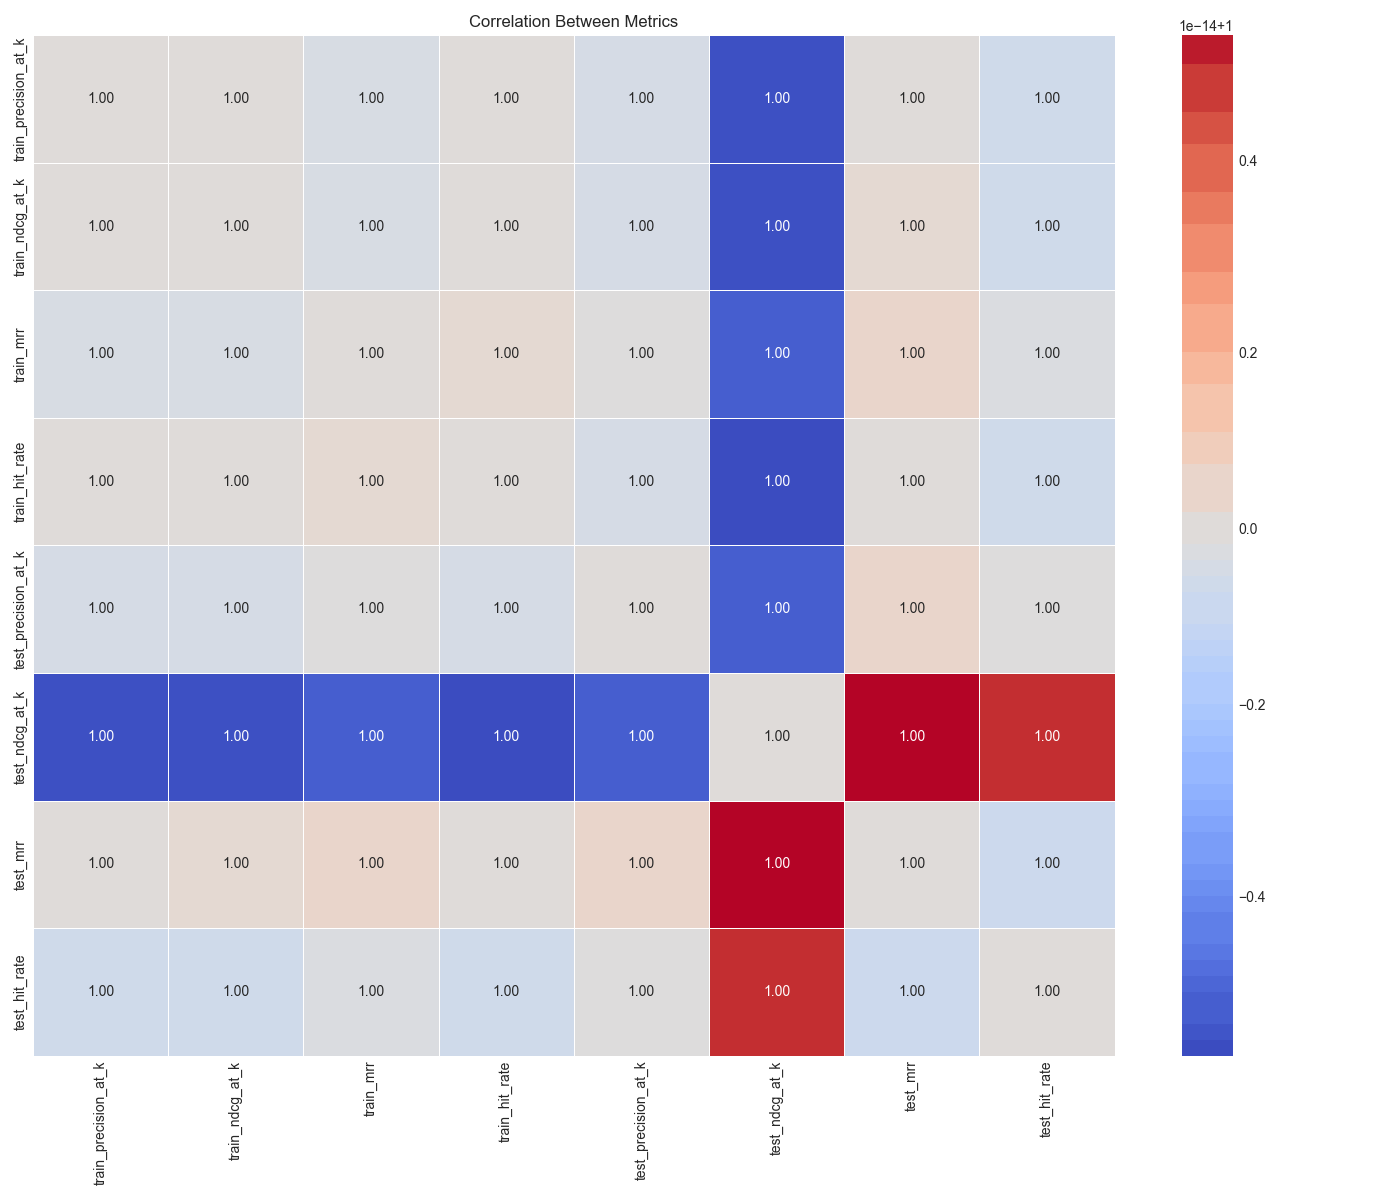 Correlation Between Metrics
1e−14+1
train_precision_at_k
1.00 1.00 1.00 1.00 1.00 1.00 1.00 1.00
train_ndcg_at_k
1.00 1.00 1.00 1.00 1.00 1.00 1.00 1.00
train_mrr
1.00 1.00 1.00 1.00 1.00 1.00 1.00 1.00
train_hit_rate
1.00 1.00 1.00 1.00 1.00 1.00 1.00 1.00
test_precision_at_k
1.00 1.00 1.00 1.00 1.00 1.00 1.00 1.00
test_ndcg_at_k
1.00 1.00 1.00 1.00 1.00 1.00 1.00 1.00
test_mrr
1.00 1.00 1.00 1.00 1.00 1.00 1.00 1.00
test_hit_rate
1.00 1.00 1.00 1.00 1.00 1.00 1.00 1.00
train_precision_at_k
train_ndcg_at_k
train_mrr
train_hit_rate
test_precision_at_k
test_ndcg_at_k
test_mrr
test_hit_rate
0.4
0.2
0.0
−0.2
−0.4